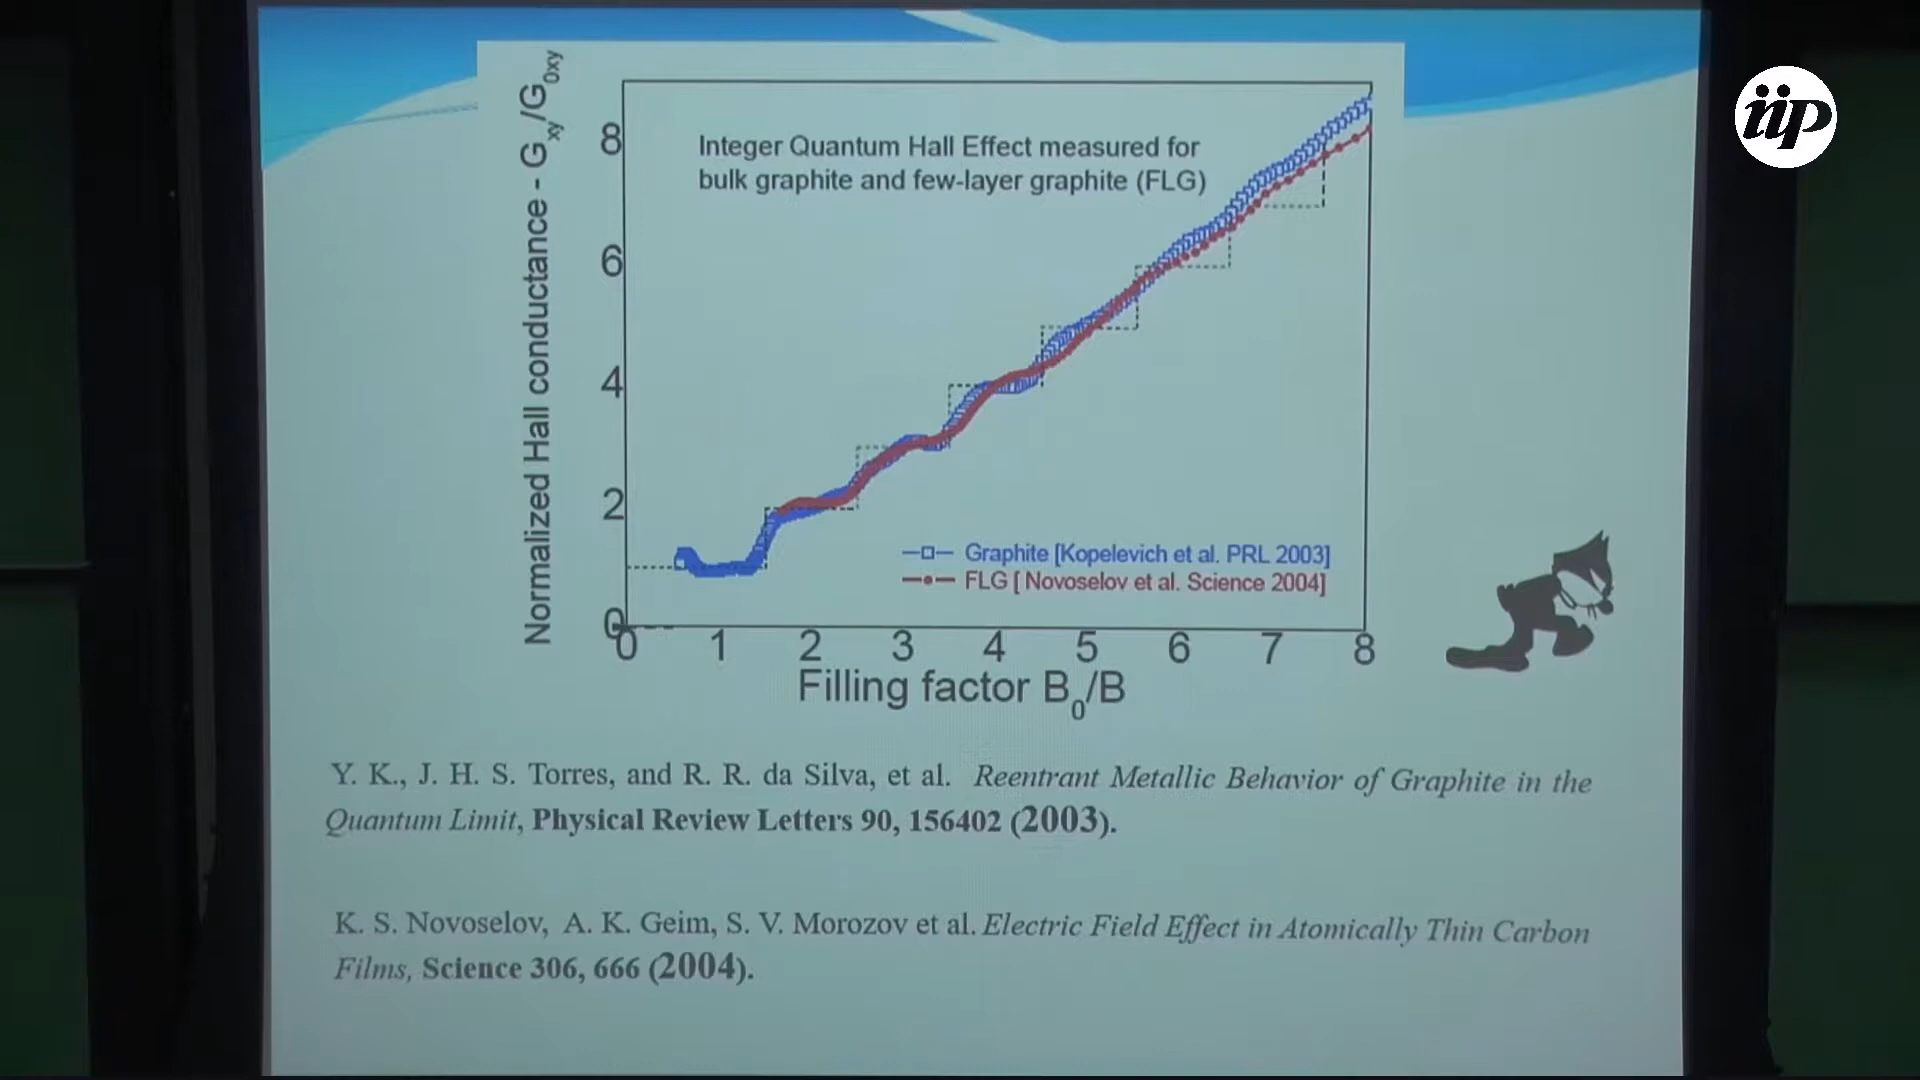 iip
Normalized Hall conductance - Gxy/G0xy
Integer Quantum Hall Effect measured for
bulk graphite and few-layer graphite (FLG)
8
6
4
2
0
Graphite [Kopelevich et al. PRL 2003]
FLG [ Novoselov et al. Science 2004]
0 1 2 3 4 5 6 7 8
Filling factor B0/B
Y. K., J. H. S. Torres, and R. R. da Silva, et al. Reentrant Metallic Behavior of Graphite in the
Quantum Limit, Physical Review Letters 90, 156402 (2003).
K. S. Novoselov, A. K. Geim, S. V. Morozov et al. Electric Field Effect in Atomically Thin Carbon
Films, Science 306, 666 (2004).